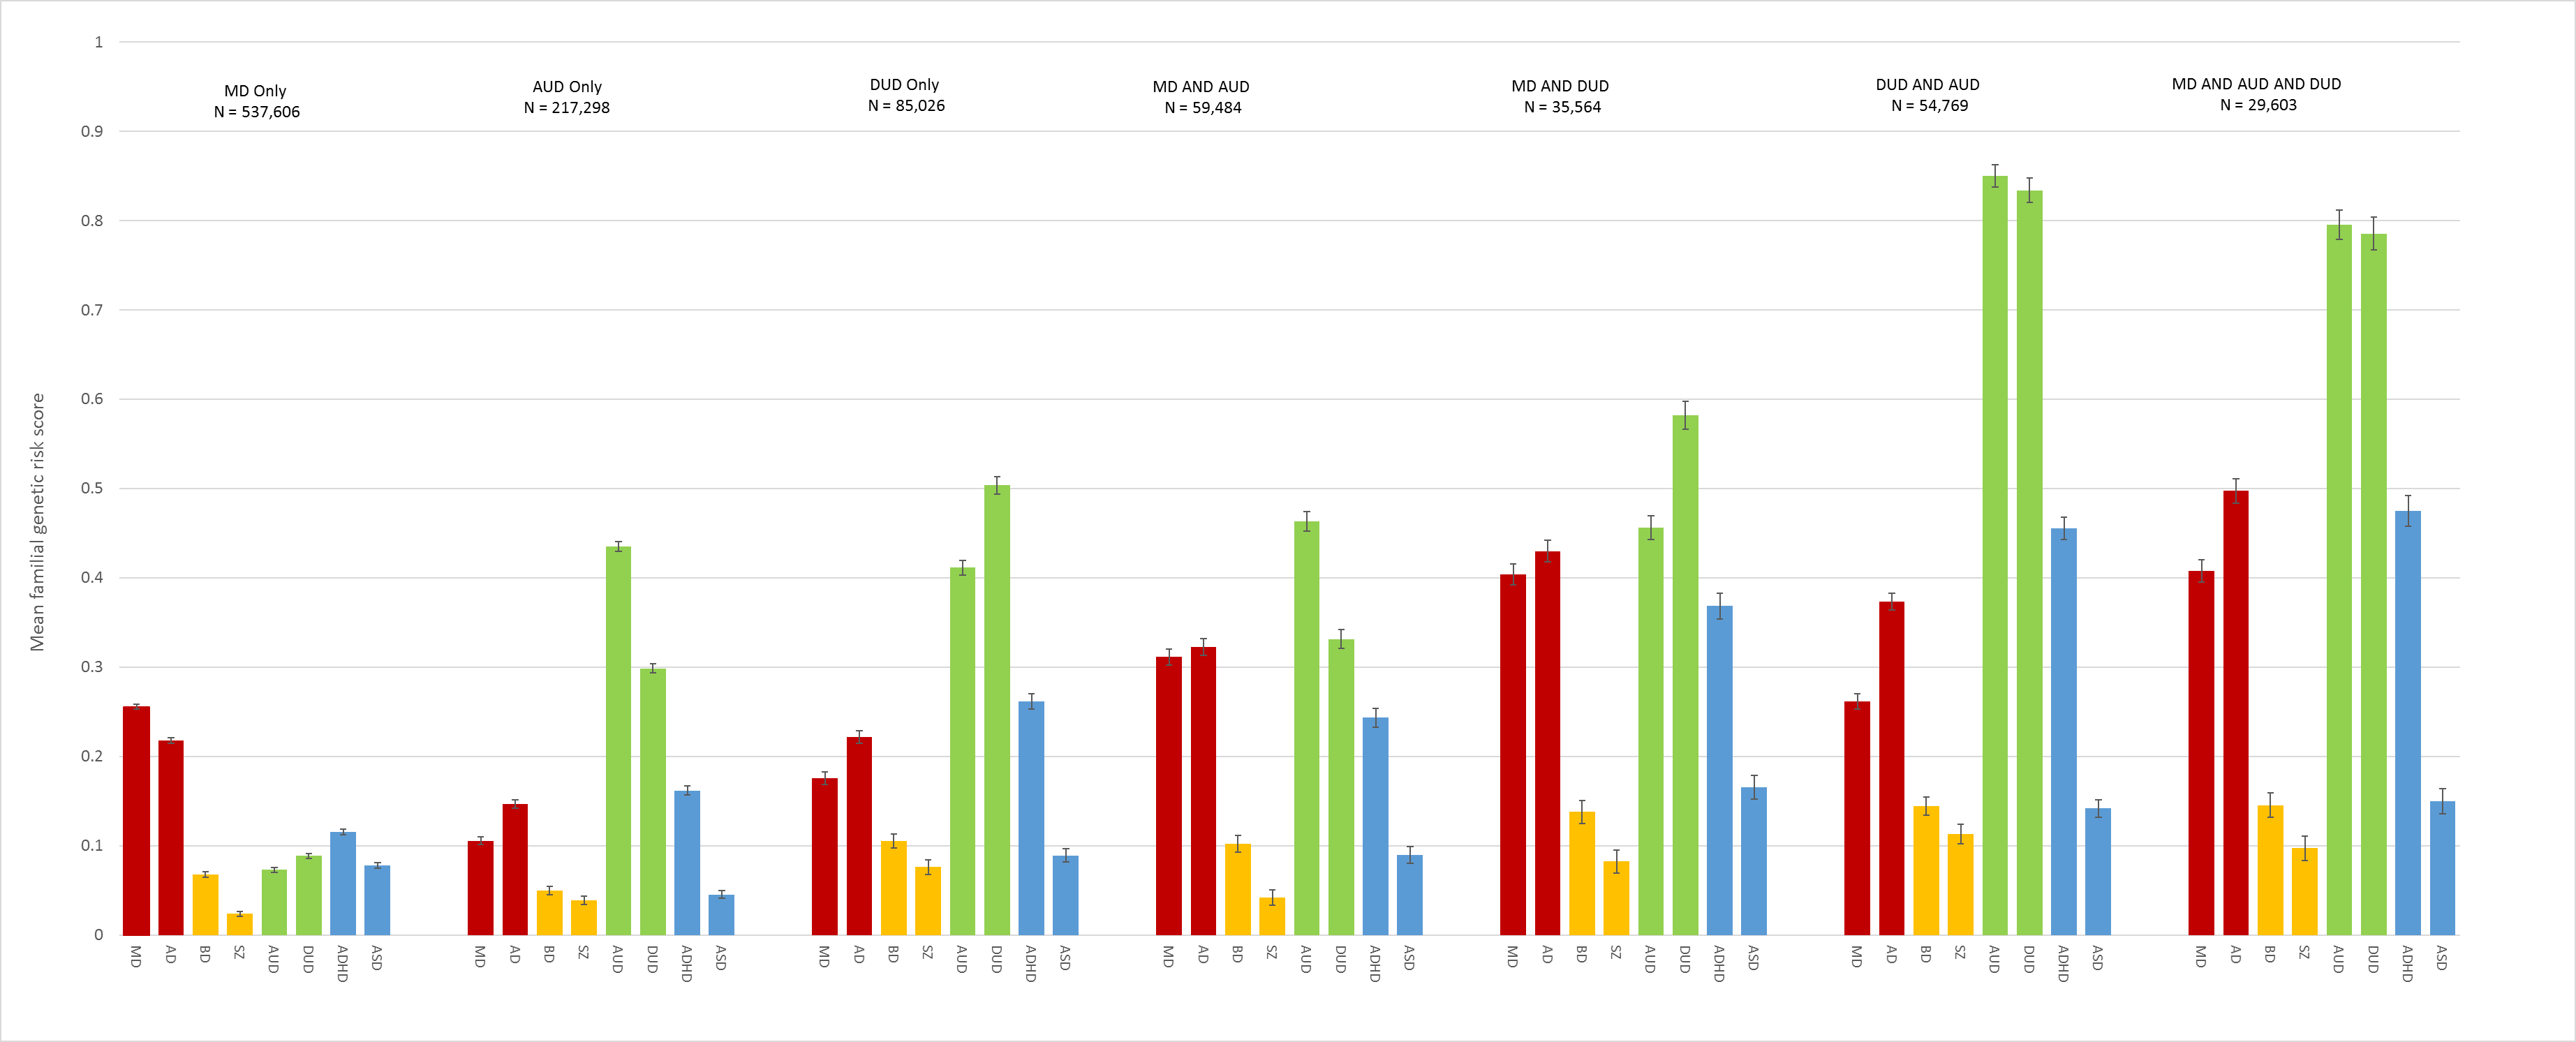 1
0.9
0.8
0.7
0.6
0.5
0.4
0.3
0.2
0.1
0
Mean familial genetic risk score
MD Only
N = 537,606
AUD Only
N = 217,298
DUD Only
N = 85,026
MD AND AUD
N = 59,484
MD AND DUD
N = 35,564
DUD AND AUD
N = 54,769
MD AND AUD AND DUD
N = 29,603
MD
AD
BD
SZ
AUD
DUD
ADHD
ASD
MD
AD
BD
SZ
AUD
DUD
ADHD
ASD
MD
AD
BD
SZ
AUD
DUD
ADHD
ASD
MD
AD
BD
SZ
AUD
DUD
ADHD
ASD
MD
AD
BD
SZ
AUD
DUD
ADHD
ASD
MD
AD
BD
SZ
AUD
DUD
ADHD
ASD
MD
AD
BD
SZ
AUD
DUD
ADHD
ASD